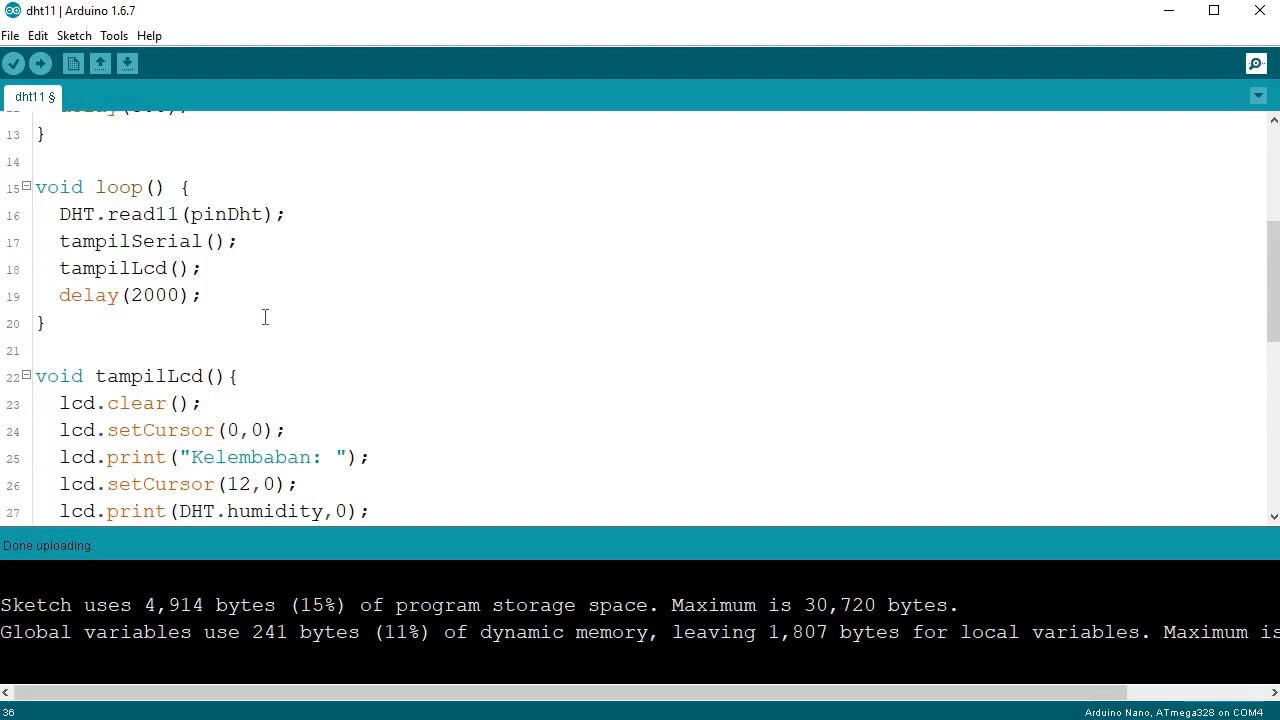 dht11 | Arduino 1.6.7
File Edit Sketch Tools Help
dht11 §
13 }
14
15 void loop() {
16 DHT.read11(pinDht);
17 tampilSerial();
18 tampilLcd();
19 delay(2000);
20 }
21
22 void tampilLcd(){
23 lcd.clear();
24 lcd.setCursor(0,0);
25 lcd.print("Kelembaban: ");
26 lcd.setCursor(12,0);
27 lcd.print(DHT.humidity,0);
Done uploading.
Sketch uses 4,914 bytes (15%) of program storage space. Maximum is 30,720 bytes.
Global variables use 241 bytes (11%) of dynamic memory, leaving 1,807 bytes for local variables. Maximum is
36
Arduino Nano, ATmega328 on COM4